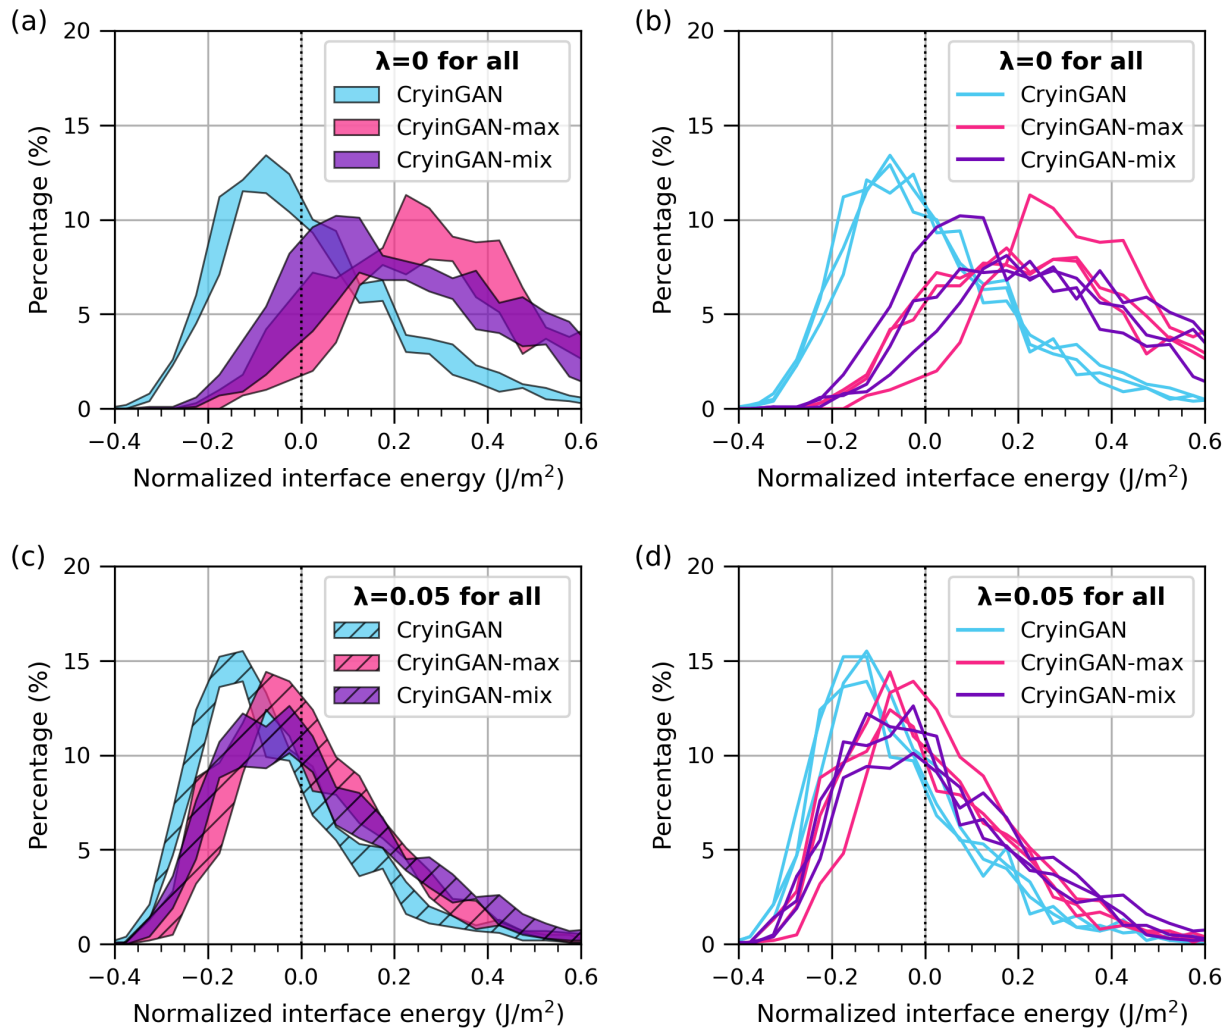 (a)
20
15
10
5
0
Percentage (%)
λ=0 for all
CryinGAN
CryinGAN-max
CryinGAN-mix
−0.4 −0.2 0.0 0.2 0.4 0.6
Normalized interface energy (J/m²)
(b)
20
15
10
5
0
Percentage (%)
λ=0 for all
CryinGAN
CryinGAN-max
CryinGAN-mix
−0.4 −0.2 0.0 0.2 0.4 0.6
Normalized interface energy (J/m²)
(c)
20
15
10
5
0
Percentage (%)
λ=0.05 for all
CryinGAN
CryinGAN-max
CryinGAN-mix
−0.4 −0.2 0.0 0.2 0.4 0.6
Normalized interface energy (J/m²)
(d)
20
15
10
5
0
Percentage (%)
λ=0.05 for all
CryinGAN
CryinGAN-max
CryinGAN-mix
−0.4 −0.2 0.0 0.2 0.4 0.6
Normalized interface energy (J/m²)